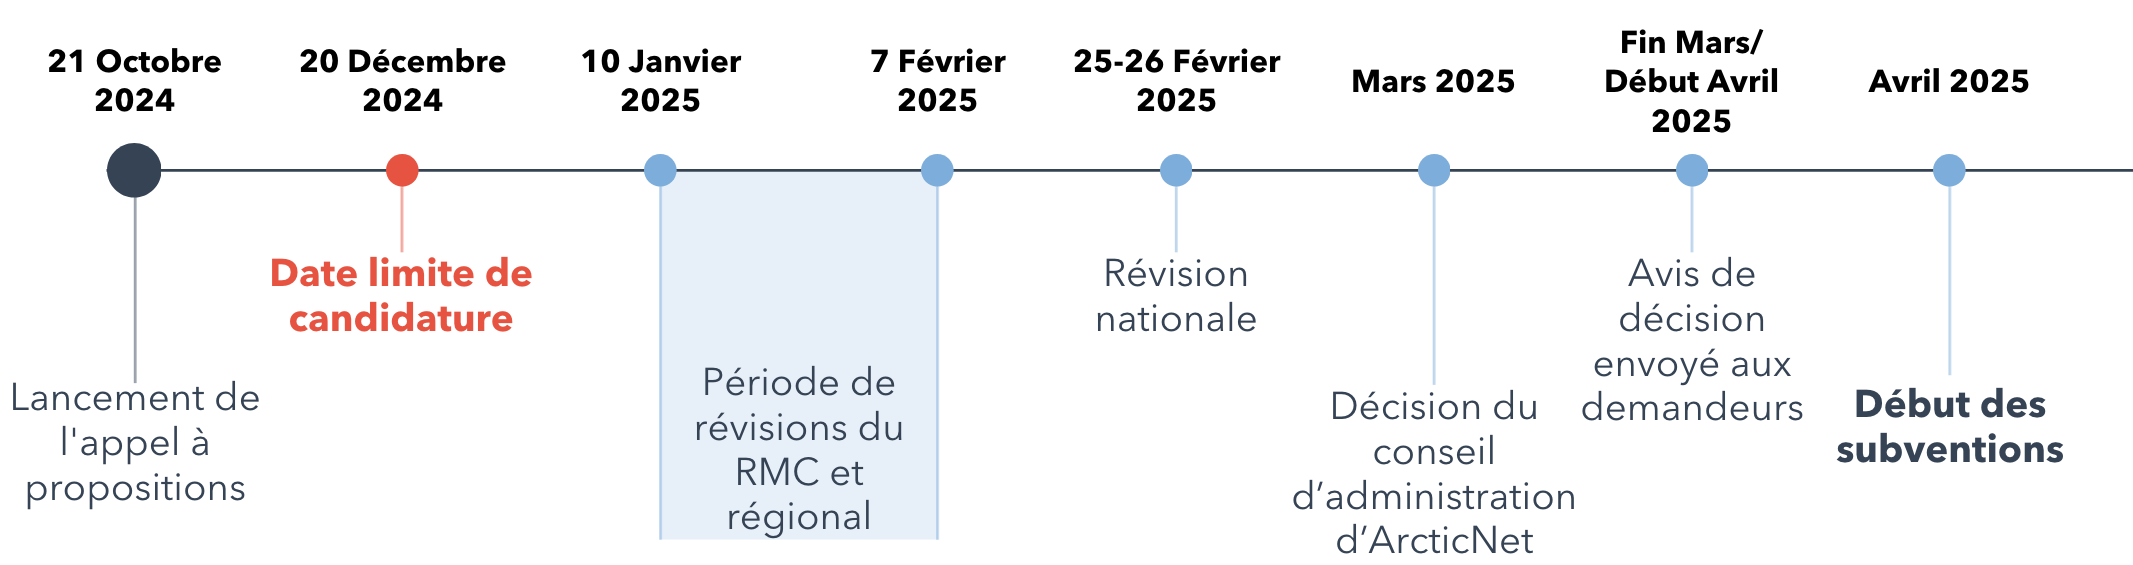 21 Octobre
2024
20 Décembre
2024
10 Janvier
2025
7 Février
2025
25-26 Février
2025
Mars 2025
Fin Mars/
Début Avril
2025
Avril 2025
Lancement de
l'appel à
propositions
Date limite de
candidature
Période de
révisions du
RMC et
régional
Révision
nationale
Décision du
conseil
d’administration
d’ArcticNet
Avis de
décision
envoyé aux
demandeurs
Début des
subventions